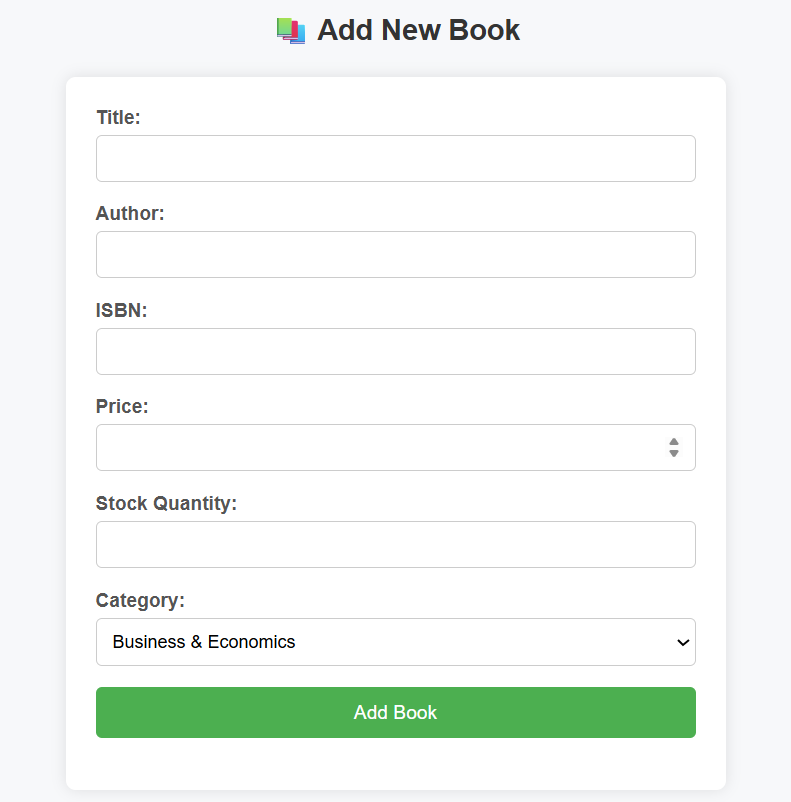 Add New Book
Title:
Author:
ISBN:
Price:
Stock Quantity:
Category:
Business & Economics
Add Book